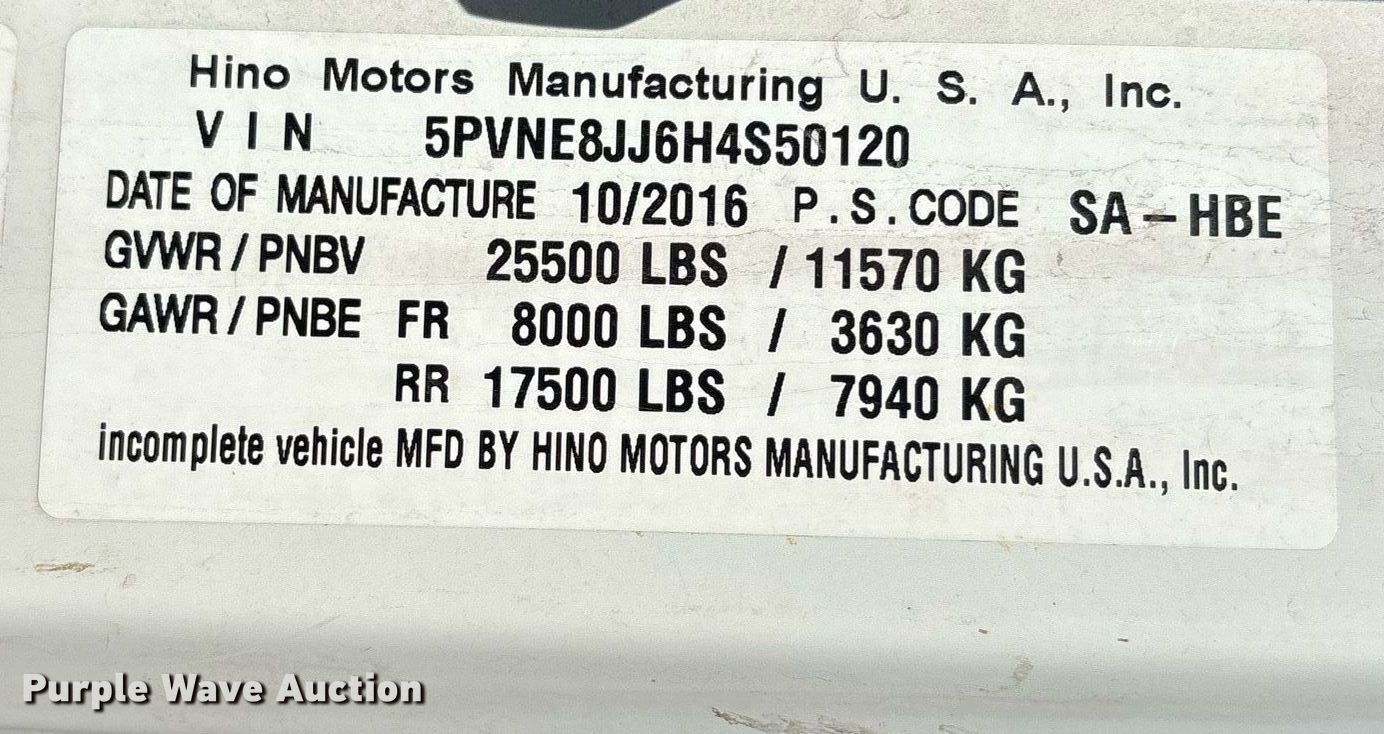 Hino Motors Manufacturing U. S. A., Inc.
V I N 5PVNE8JJ6H4S50120
DATE OF MANUFACTURE 10/2016 P.S.CODE SA-HBE
GVWR / PNBV 25500 LBS / 11570 KG
GAWR / PNBE FR 8000 LBS / 3630 KG
RR 17500 LBS / 7940 KG
incomplete vehicle MFD BY HINO MOTORS MANUFACTURING U.S.A., Inc.
Purple Wave Auction